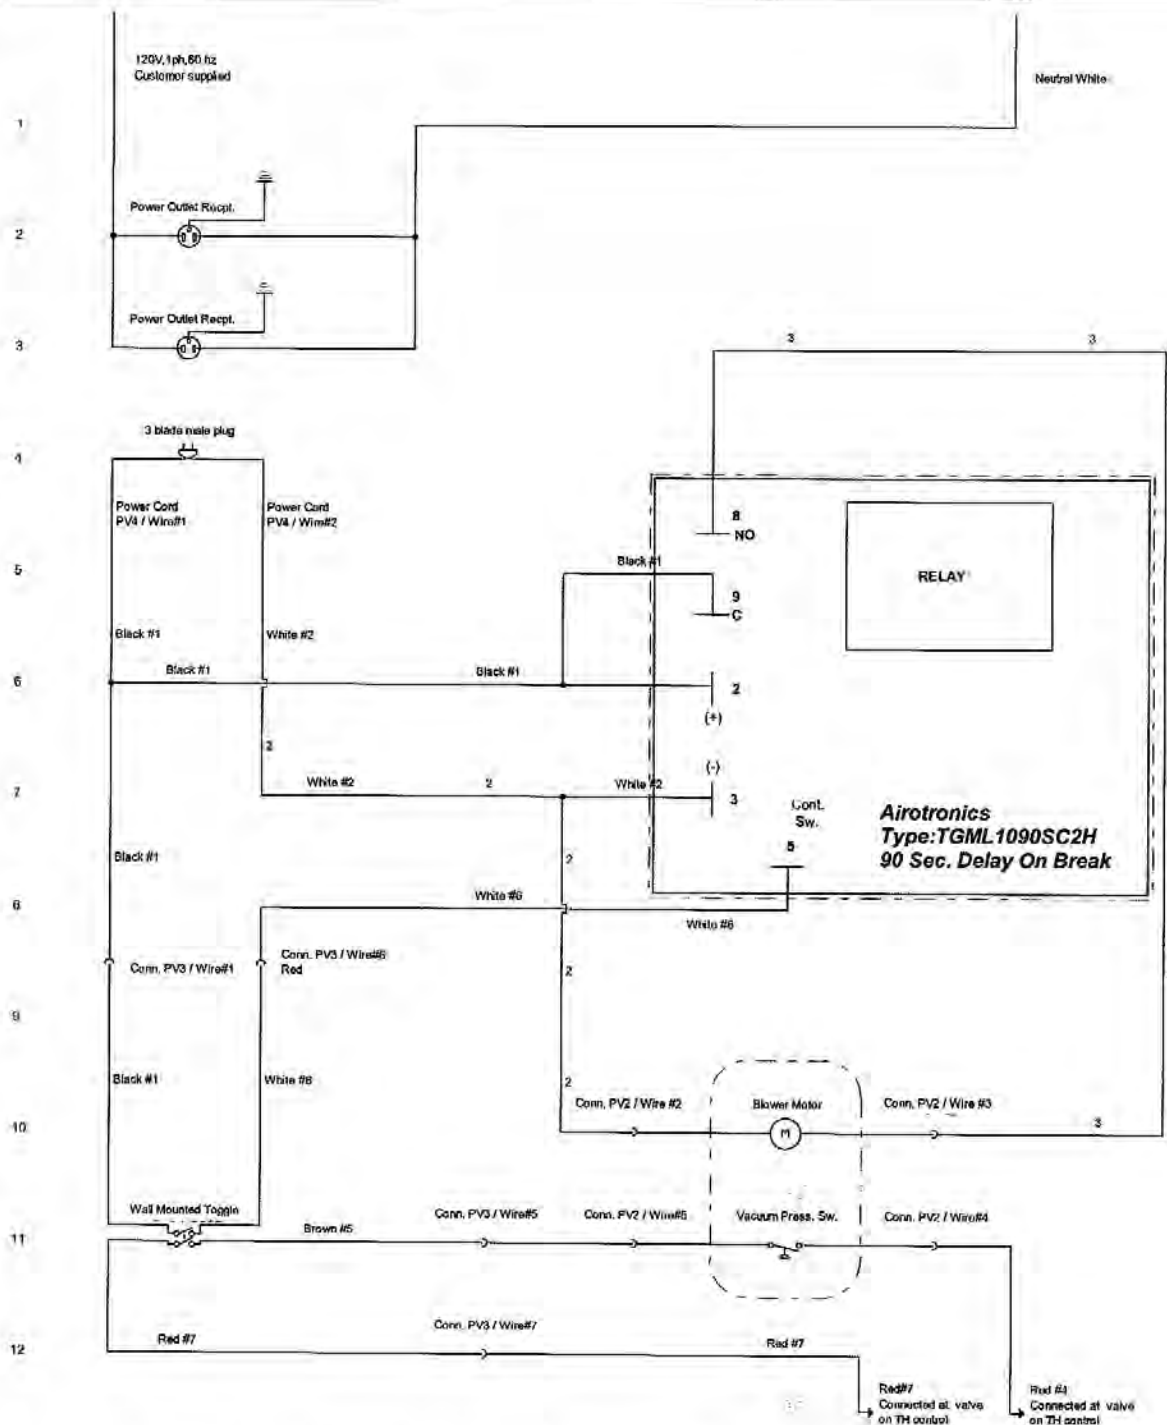 120V,1ph,60 hz
Customer supplied
Neutral White
1
Power Outlet Recpt.
2
Power Outlet Recpt.
3
3
3
3 blade male plug
4
Power Cord
PV4 / Wire#1
Power Cord
PV4 / Wire#2
8
NO
RELAY
5
Black #1
9
C
Black #1
White #2
6
Black #1
Black #1
2
(+)
2
(-)
7
White #2
2
White #2
3
Cont.
Sw.
5
Airotronics
Type:TGML1090SC2H
90 Sec. Delay On Break
Black #1
2
8
White #6
White #6
Conn. PV3 / Wire#1
Conn. PV3 / Wire#6
Red
2
9
Black #1
White #6
2
Conn. PV2 / Wire #2
Blower Motor
Conn. PV2 / Wire #3
10
M
3
Wall Mounted Toggle
11
Brown #5
Conn. PV3 / Wire#5
Conn. PV2 / Wire#5
Vacuum Press. Sw.
Conn. PV2 / Wire#4
12
Red #7
Conn. PV3 / Wire#7
Red #7
Red#7
Connected at valve
on TH control
Red #4
Connected at valve
on TH control